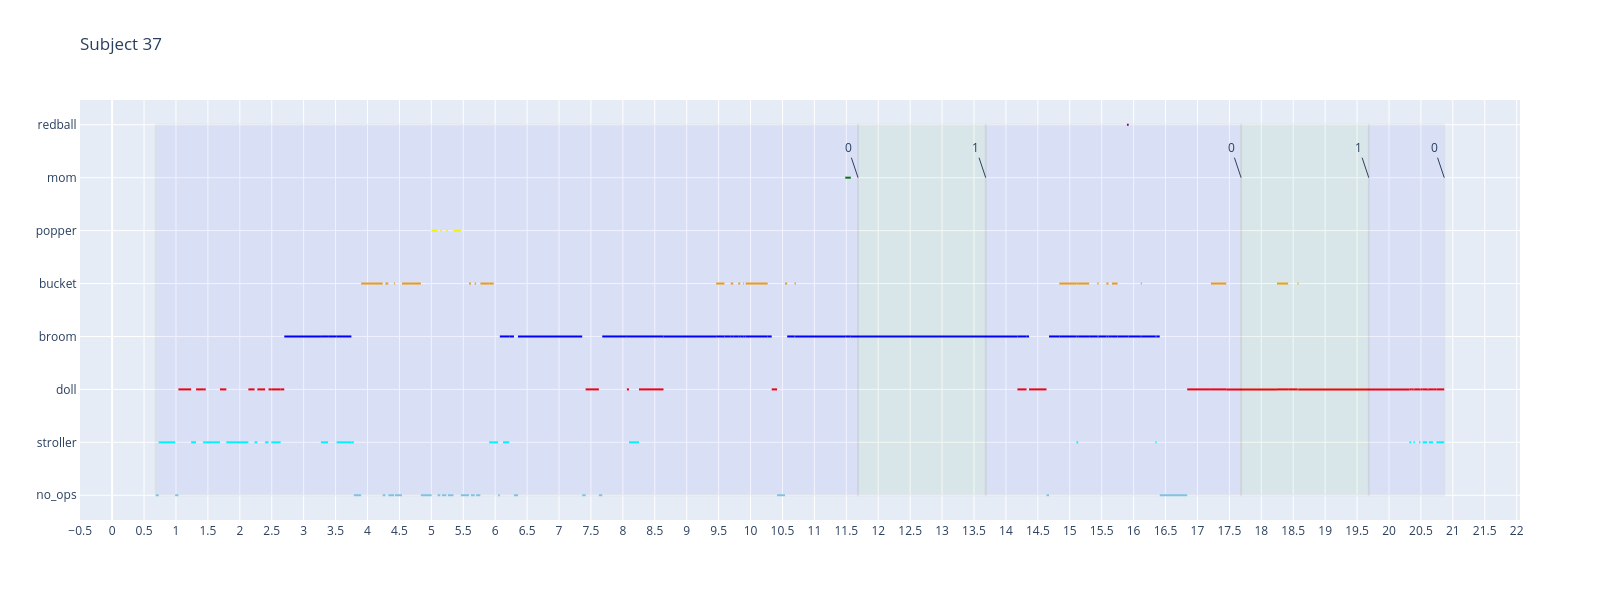 Subject 37
redball
0 1 0 1 0
mom
popper
bucket
broom
doll
stroller
no_ops
−0.5 0 0.5 1 1.5 2 2.5 3 3.5 4 4.5 5 5.5 6 6.5 7 7.5 8 8.5 9 9.5 10 10.5 11 11.5 12 12.5 13 13.5 14 14.5 15 15.5 16 16.5 17 17.5 18 18.5 19 19.5 20 20.5 21 21.5 22